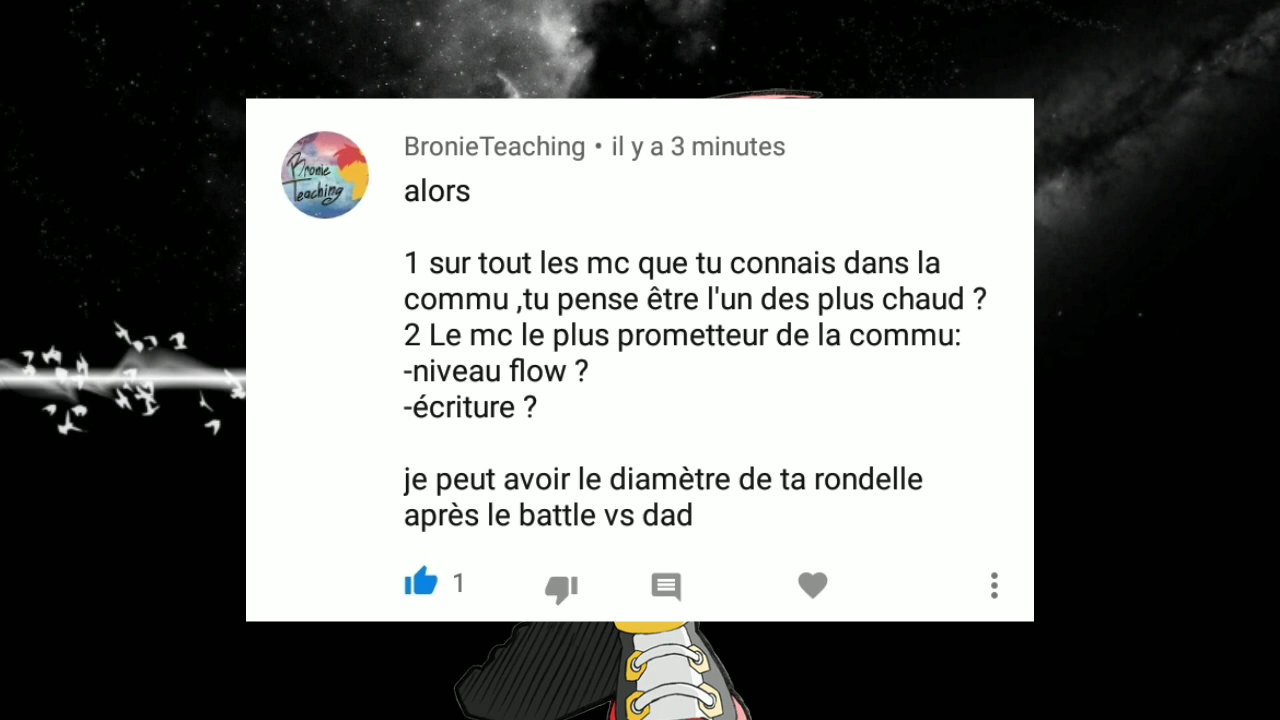 Bronie
Teaching
BronieTeaching • il y a 3 minutes
alors
1 sur tout les mc que tu connais dans la
commu ,tu pense être l'un des plus chaud ?
2 Le mc le plus prometteur de la commu:
-niveau flow ?
-écriture ?
je peut avoir le diamètre de ta rondelle
après le battle vs dad
1